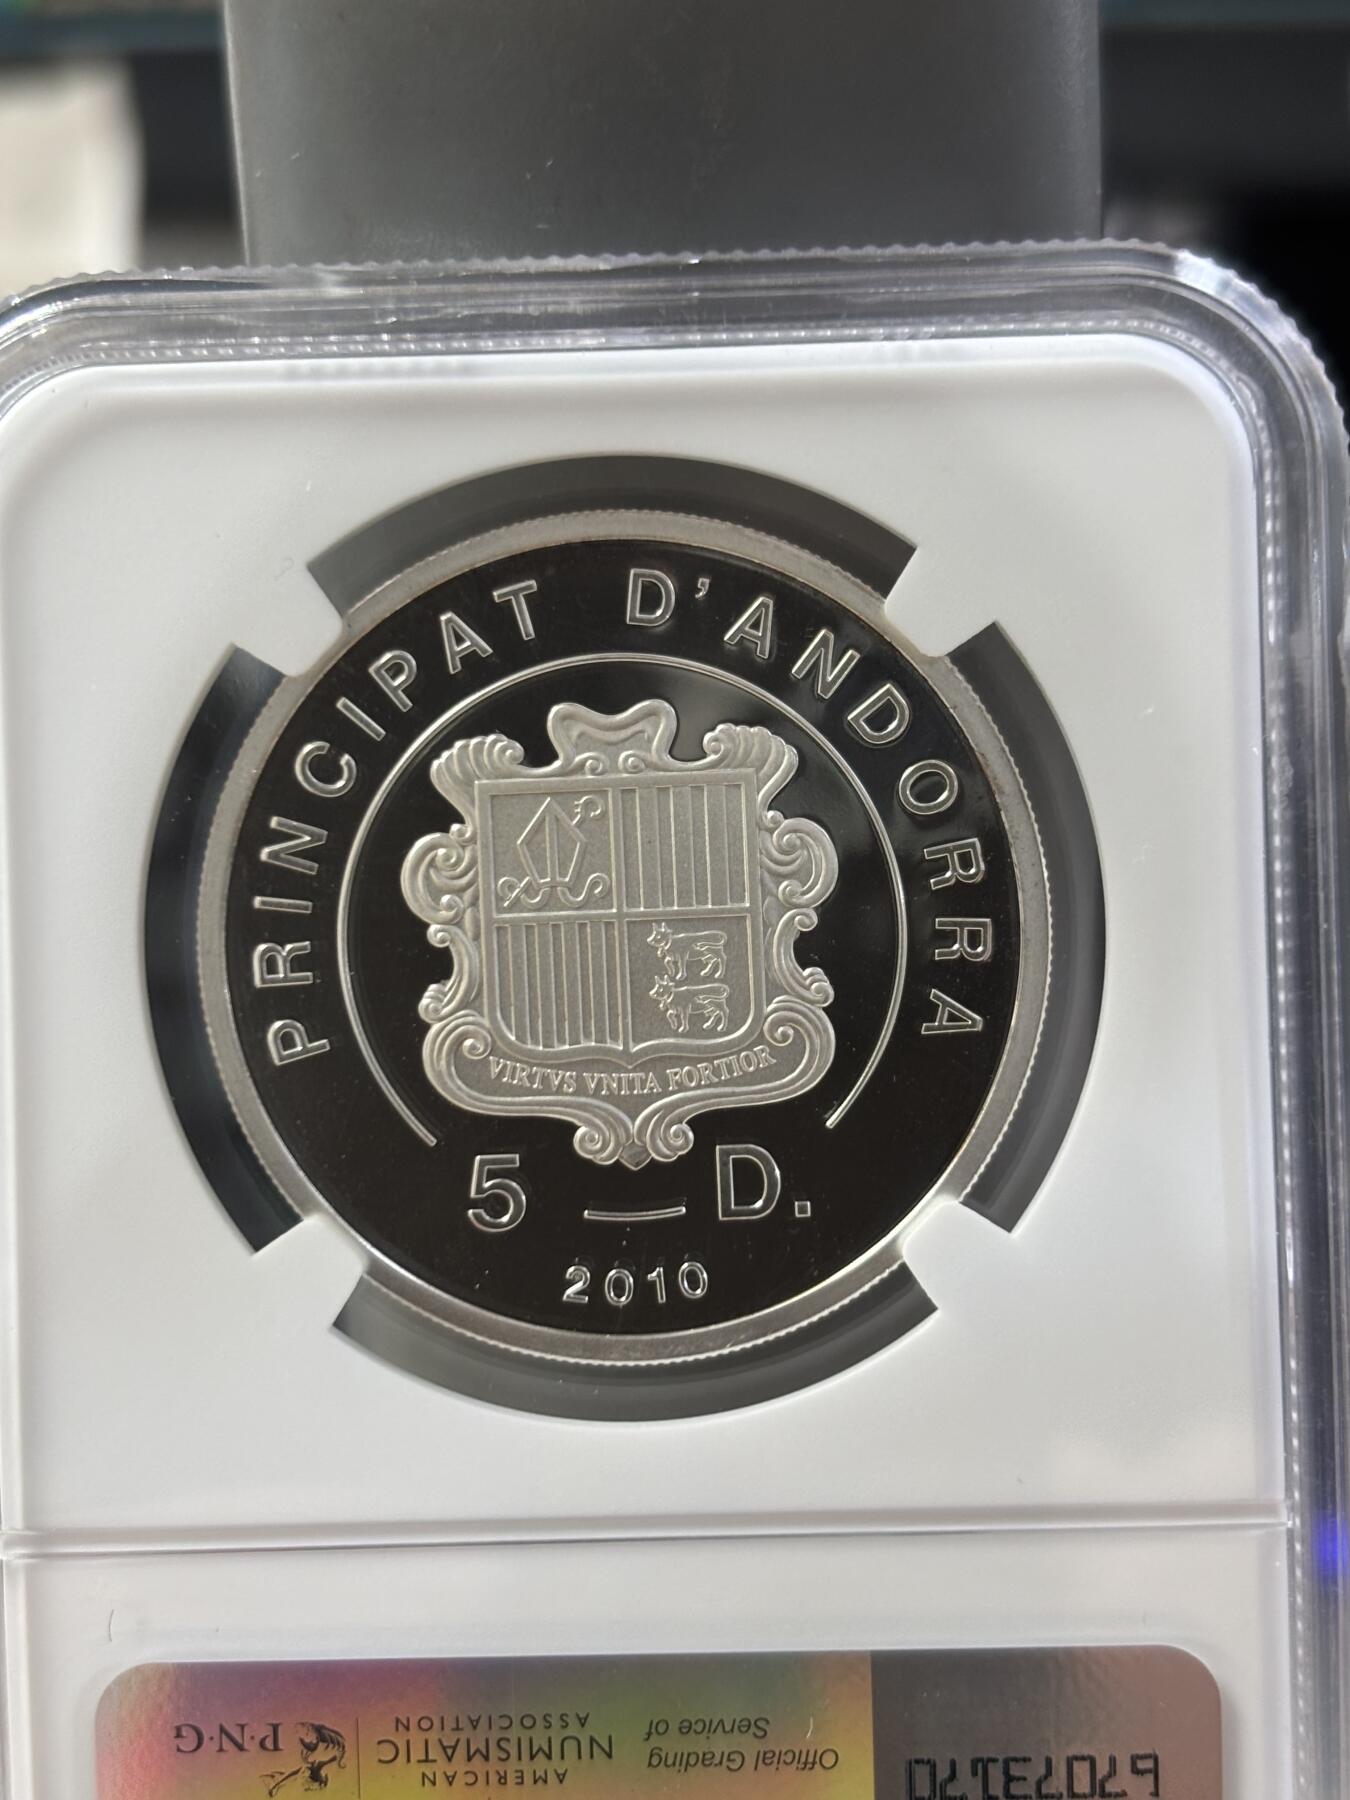 PRINCIPAT D'ANDORRA
VIRTVS VNITA FORTIOR
5 D.
2010
P·N·G
AMERICAN
NUMISMATIC
ASSOCIATION
Official Grading
Service of